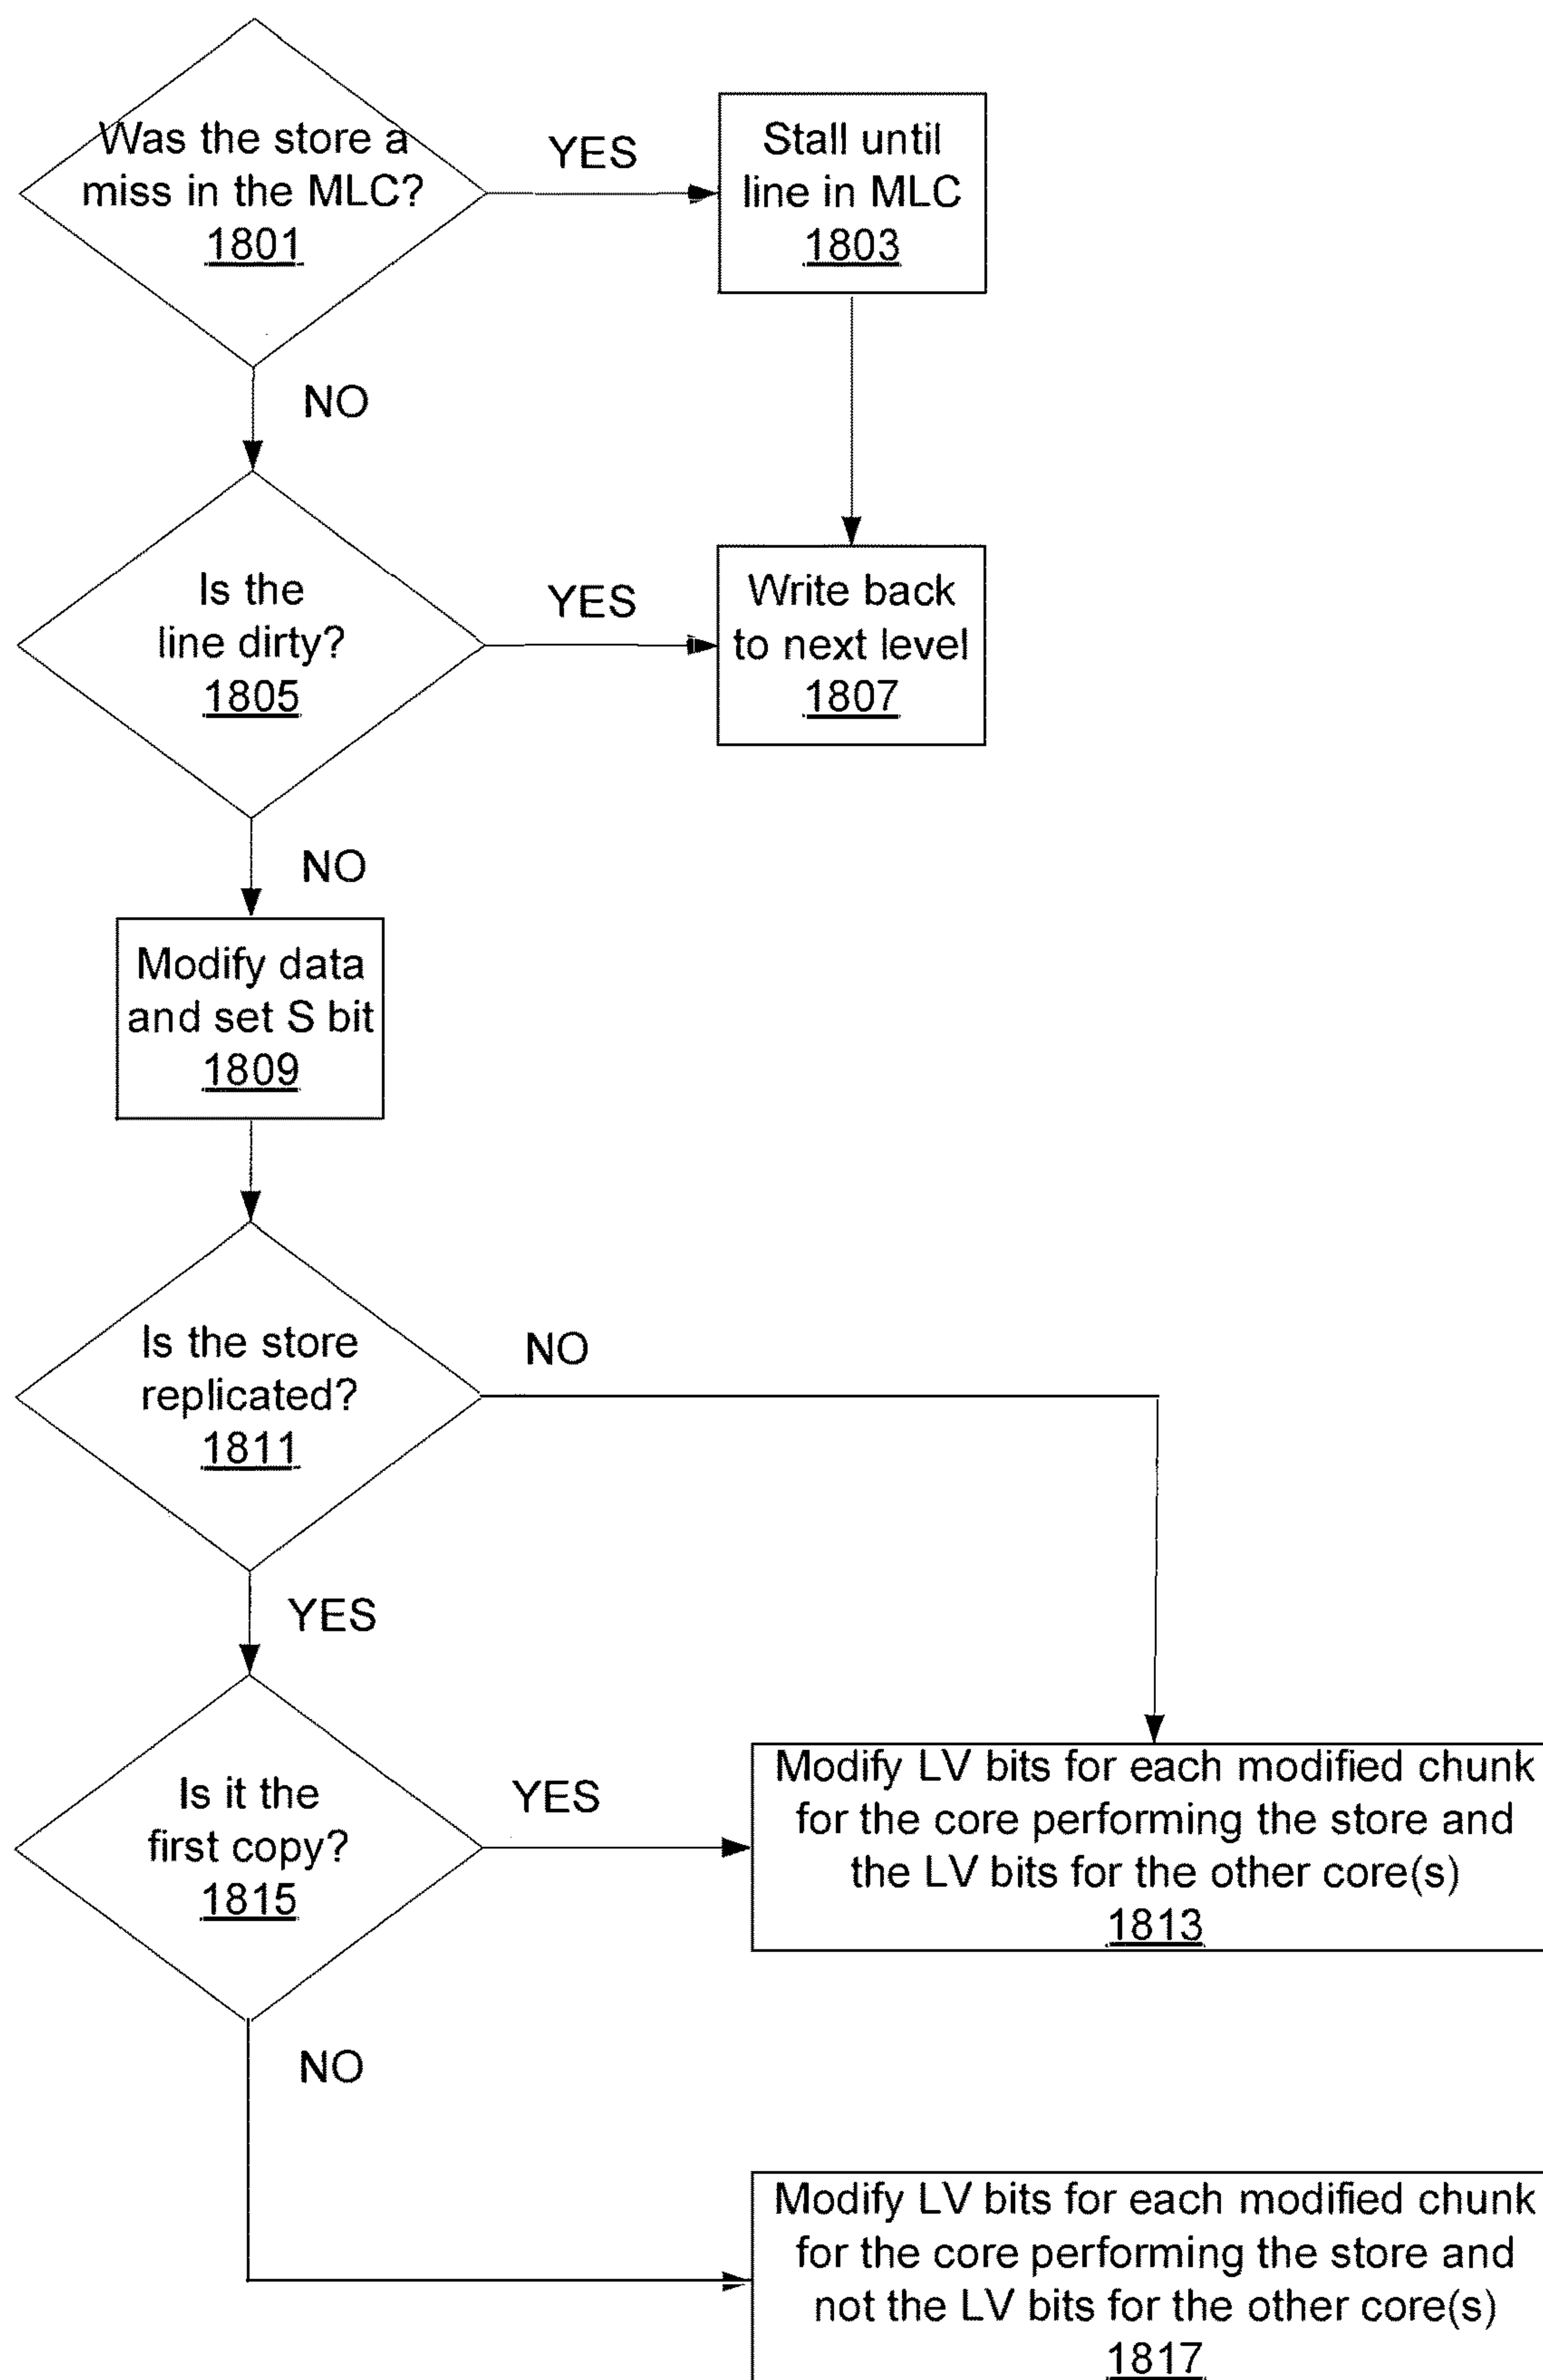 Was the store a
miss in the MLC?
1801
YES
Stall until
line in MLC
1803
NO
Is the
line dirty?
1805
YES
Write back
to next level
1807
NO
Modify data
and set S bit
1809
Is the store
replicated?
1811
NO
YES
Is it the
first copy?
1815
YES
Modify LV bits for each modified chunk
for the core performing the store and
the LV bits for the other core(s)
1813
NO
Modify LV bits for each modified chunk
for the core performing the store and
not the LV bits for the other core(s)
1817